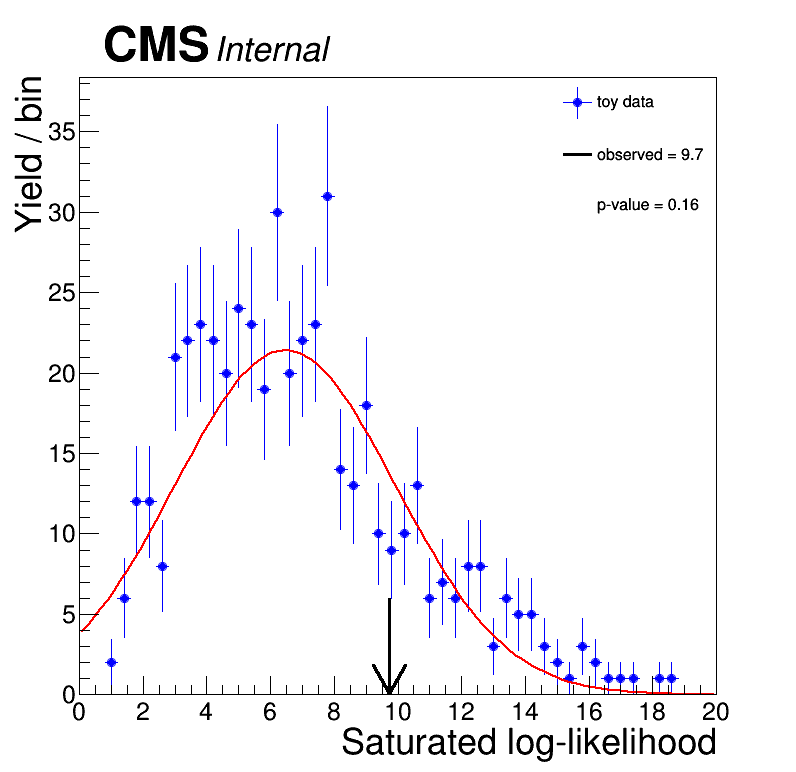 CMS Internal
Yield / bin
toy data
observed = 9.7
p-value = 0.16
35
30
25
20
15
10
5
0
0 2 4 6 8 10 12 14 16 18 20
Saturated log-likelihood